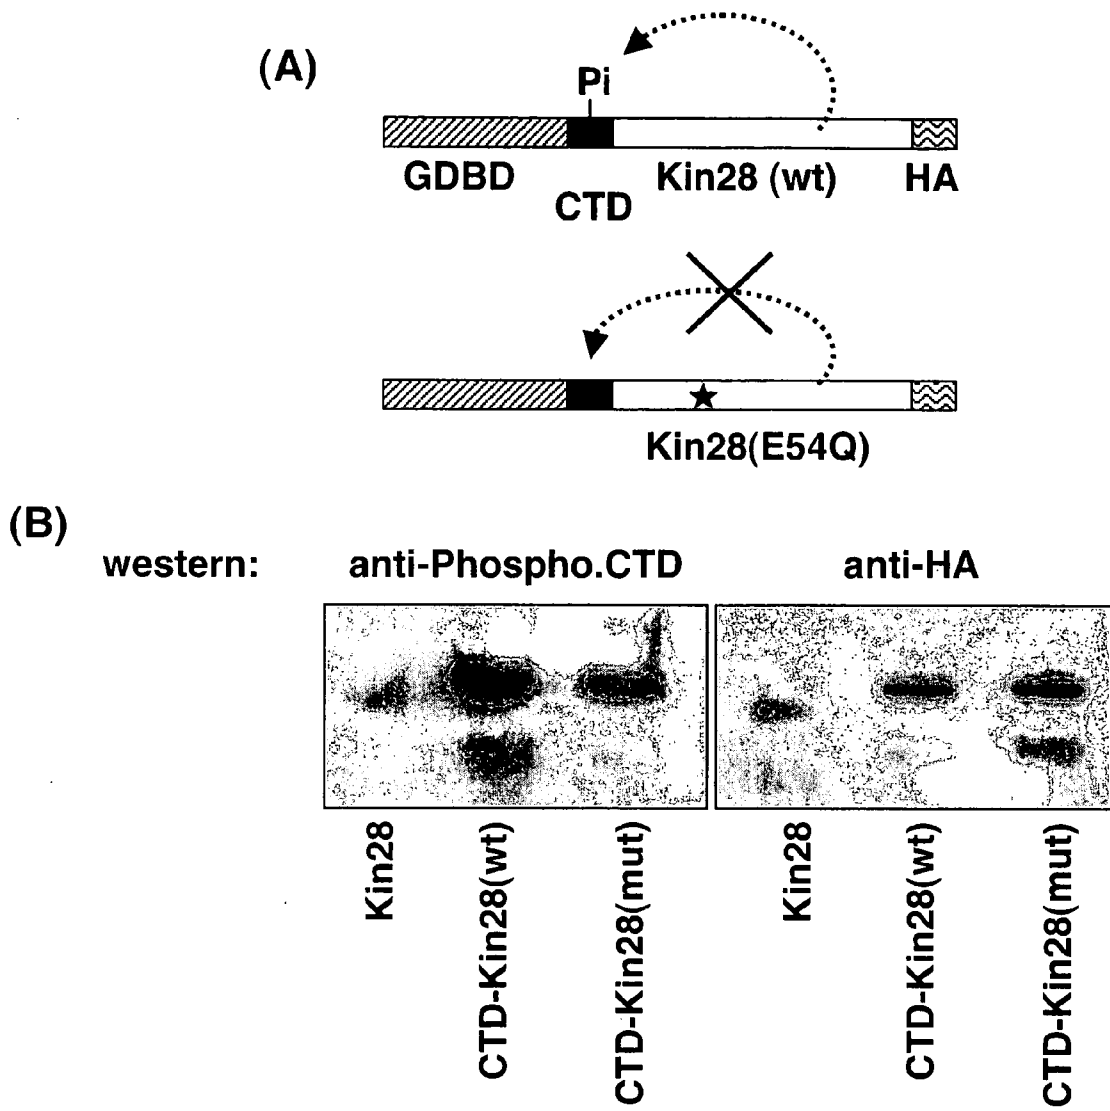 (A)
Pi
GDBD
Kin28 (wt)
HA
CTD
Kin28(E54Q)
(B)
western:
anti-Phospho.CTD
anti-HA
Kin28
CTD-Kin28(wt)
CTD-Kin28(mut)
Kin28
CTD-Kin28(wt)
CTD-Kin28(mut)